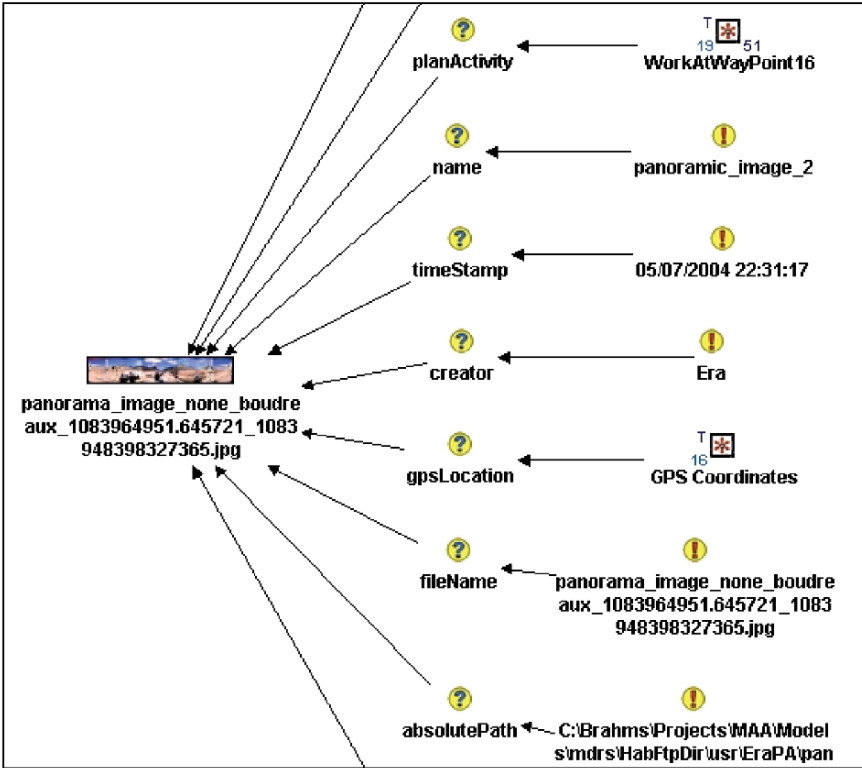 T
19 51
planActivity
WorkAtWayPoint16
name
panoramic_image_2
timeStamp
05/07/2004 22:31:17
creator
Era
panorama_image_none_boudre
aux_1083964951.645721_1083
948398327365.jpg
T
16
gpsLocation
GPS Coordinates
fileName
panorama_image_none_boudre
aux_1083964951.645721_1083
948398327365.jpg
absolutePath
C:\Brahms\Projects\MAA\Model
s\mdrs\HabFtpDir\usr\EraPA\pan